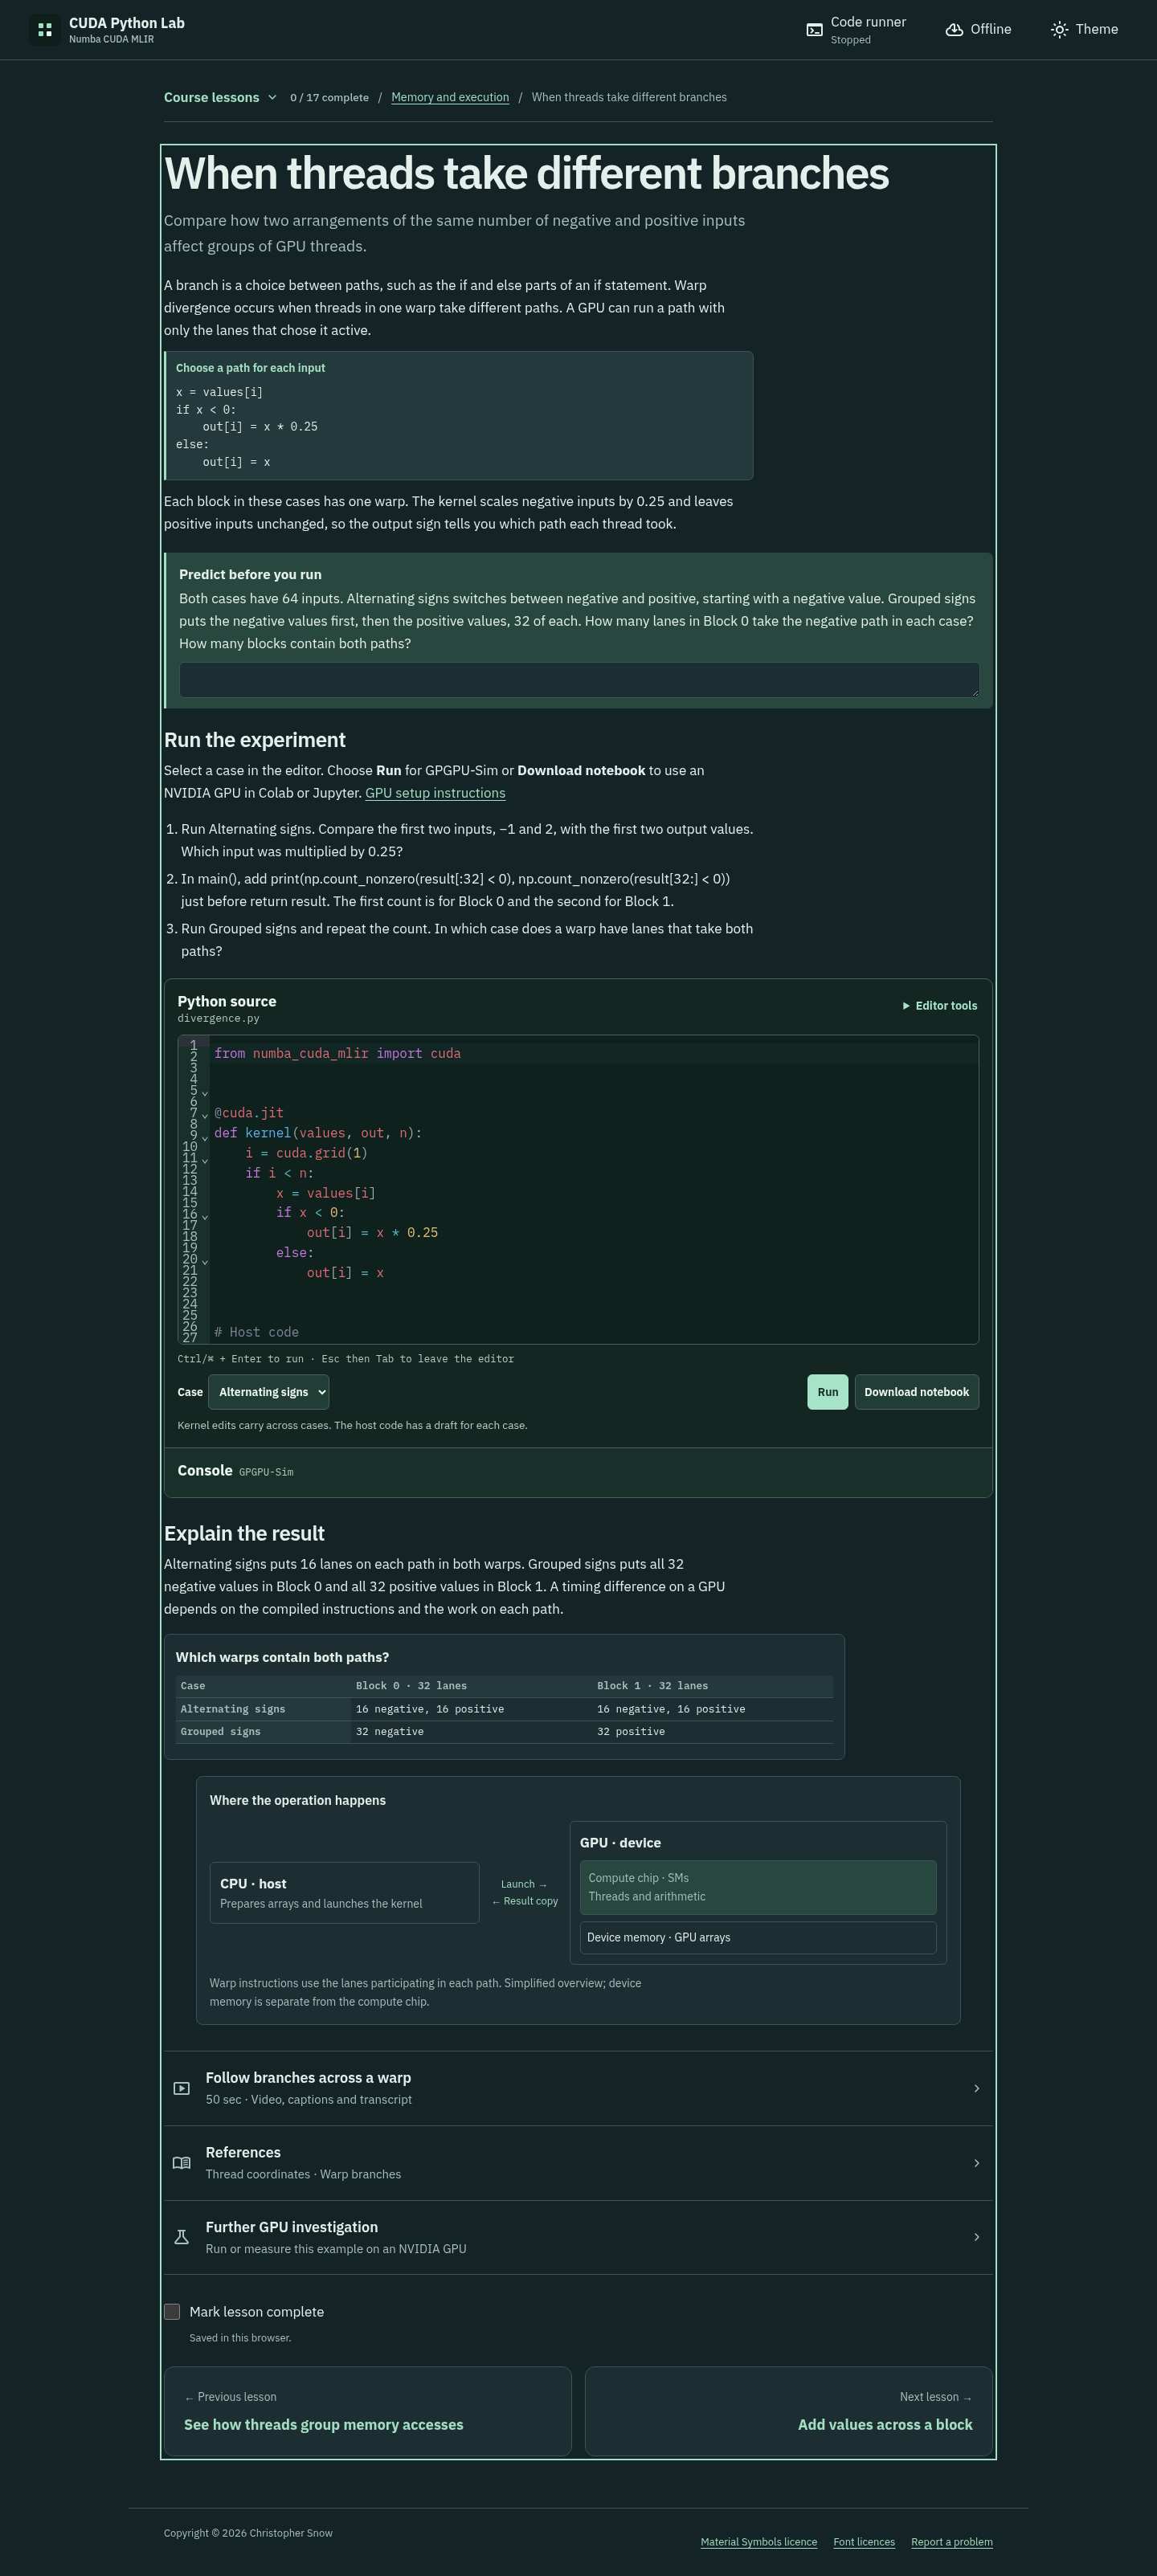 CUDA Python Lab
Numba CUDA MLIR
Code runner
Stopped
Offline
Theme
Course lessons
0 / 17 complete / Memory and execution / When threads take different branches
When threads take different branches
Compare how two arrangements of the same number of negative and positive inputs
affect groups of GPU threads.
A branch is a choice between paths, such as the if and else parts of an if statement. Warp
divergence occurs when threads in one warp take different paths. A GPU can run a path with
only the lanes that chose it active.
Choose a path for each input
x = values[i]
if x < 0:
    out[i] = x * 0.25
else:
    out[i] = x
Each block in these cases has one warp. The kernel scales negative inputs by 0.25 and leaves
positive inputs unchanged, so the output sign tells you which path each thread took.
Predict before you run
Both cases have 64 inputs. Alternating signs switches between negative and positive, starting with a negative value. Grouped signs
puts the negative values first, then the positive values, 32 of each. How many lanes in Block 0 take the negative path in each case?
How many blocks contain both paths?
Run the experiment
Select a case in the editor. Choose Run for GPGPU-Sim or Download notebook to use an
NVIDIA GPU in Colab or Jupyter. GPU setup instructions
1. Run Alternating signs. Compare the first two inputs, −1 and 2, with the first two output values.
Which input was multiplied by 0.25?
2. In main(), add print(np.count_nonzero(result[:32] < 0), np.count_nonzero(result[32:] < 0))
just before return result. The first count is for Block 0 and the second for Block 1.
3. Run Grouped signs and repeat the count. In which case does a warp have lanes that take both
paths?
Python source
divergence.py
▶ Editor tools
1
2
3
4
5
6
7
8
9
10
11
12
13
14
15
16
17
18
19
20
21
22
23
24
25
26
27
from numba_cuda_mlir import cuda
@cuda.jit
def kernel(values, out, n):
    i = cuda.grid(1)
    if i < n:
        x = values[i]
        if x < 0:
            out[i] = x * 0.25
        else:
            out[i] = x
# Host code
Ctrl/⌘ + Enter to run · Esc then Tab to leave the editor
Case Alternating signs
Run
Download notebook
Kernel edits carry across cases. The host code has a draft for each case.
Console GPGPU-Sim
Explain the result
Alternating signs puts 16 lanes on each path in both warps. Grouped signs puts all 32
negative values in Block 0 and all 32 positive values in Block 1. A timing difference on a GPU
depends on the compiled instructions and the work on each path.
Which warps contain both paths?
Case Block 0 · 32 lanes Block 1 · 32 lanes
Alternating signs 16 negative, 16 positive 16 negative, 16 positive
Grouped signs 32 negative 32 positive
Where the operation happens
CPU · host
Prepares arrays and launches the kernel
Launch →
← Result copy
GPU · device
Compute chip · SMs
Threads and arithmetic
Device memory · GPU arrays
Warp instructions use the lanes participating in each path. Simplified overview; device
memory is separate from the compute chip.
Follow branches across a warp
50 sec · Video, captions and transcript
References
Thread coordinates · Warp branches
Further GPU investigation
Run or measure this example on an NVIDIA GPU
Mark lesson complete
Saved in this browser.
← Previous lesson
See how threads group memory accesses
Next lesson →
Add values across a block
Copyright © 2026 Christopher Snow
Material Symbols licence
Font licences
Report a problem